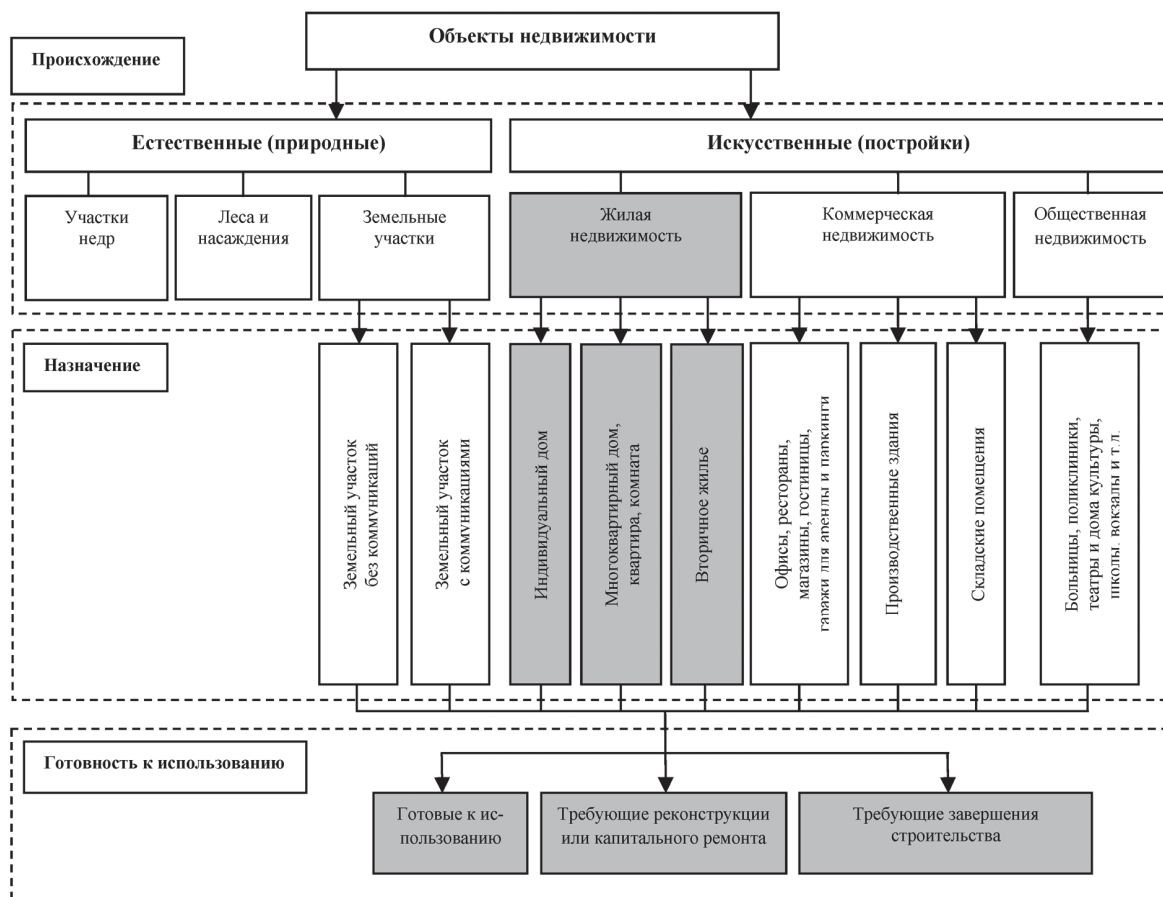 Объекты недвижимости
Происхождение
Естественные (природные)
Искусственные (постройки)
Участки
недр
Леса и
насаждения
Земельные
участки
Жилая
недвижимость
Коммерческая
недвижимость
Общественная
недвижимость
Назначение
Земельный участок
без коммуникаций
Земельный участок
с коммуникациями
Индивидуальный дом
Многоквартирный дом,
квартира, комната
Вторичное жилье
Офисы, рестораны,
магазины, гостиницы,
гаражи для аренды и паркинги
Производственные здания
Складские помещения
Больницы, поликлиники,
театры и дома культуры,
школы, вокзалы и т.д.
Готовность к использованию
Готовые к ис-
пользованию
Требующие реконструкции
или капитального ремонта
Требующие завершения
строительства